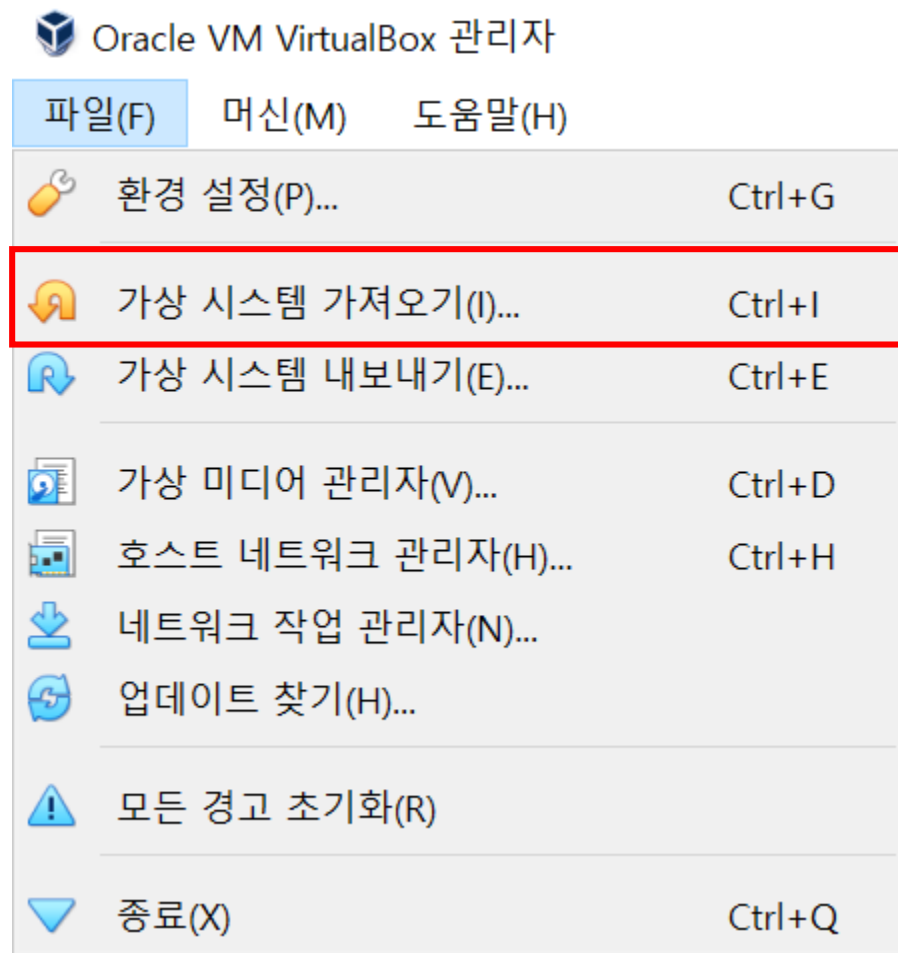 Oracle VM VirtualBox 관리자
파일(F) 머신(M) 도움말(H)
환경 설정(P)... Ctrl+G
가상 시스템 가져오기(I)... Ctrl+I
가상 시스템 내보내기(E)... Ctrl+E
가상 미디어 관리자(V)... Ctrl+D
호스트 네트워크 관리자(H)... Ctrl+H
네트워크 작업 관리자(N)...
업데이트 찾기(H)...
모든 경고 초기화(R)
종료(X) Ctrl+Q